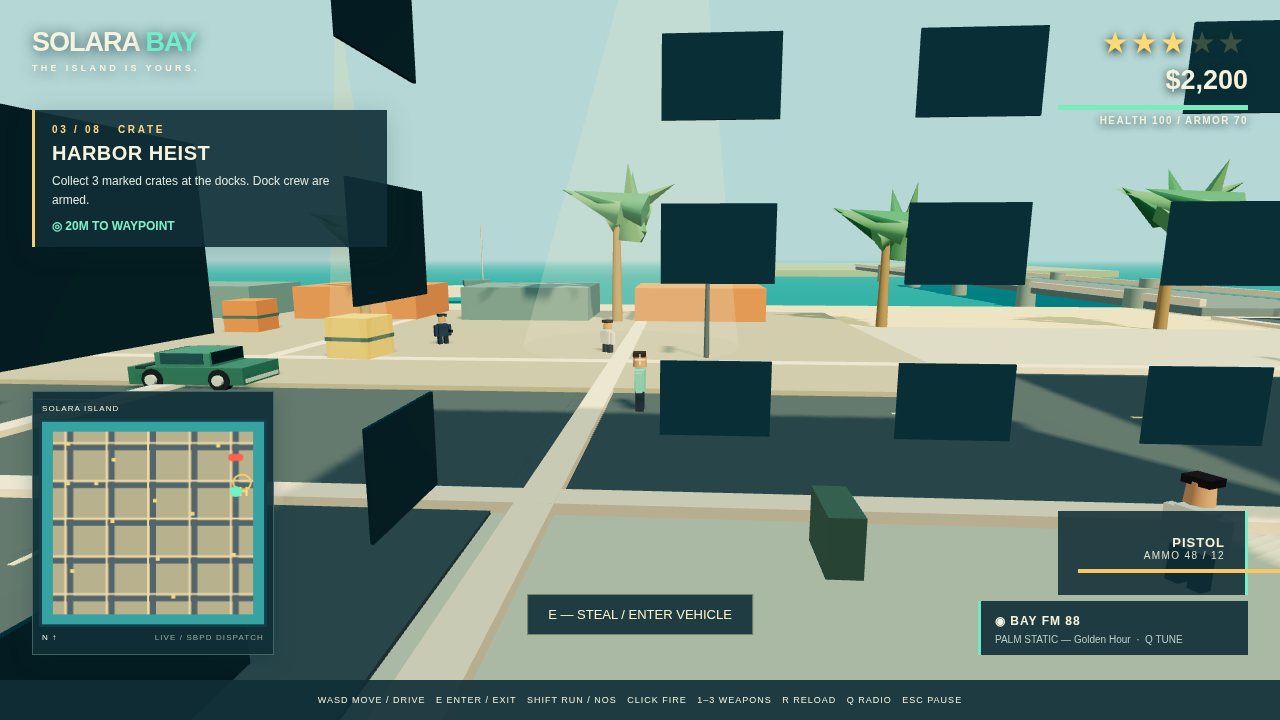 SOLARA BAY
THE ISLAND IS YOURS.
★★★★★
$2,200
HEALTH 100 / ARMOR 70
03 / 08 CRATE
HARBOR HEIST
Collect 3 marked crates at the docks. Dock crew are
armed.
◎ 20M TO WAYPOINT
SOLARA ISLAND
N ↑ LIVE / SBPD DISPATCH
E — STEAL / ENTER VEHICLE
PISTOL
AMMO 48 / 12
◉ BAY FM 88
PALM STATIC — Golden Hour · Q TUNE
WASD MOVE / DRIVE E ENTER / EXIT SHIFT RUN / NOS CLICK FIRE 1–3 WEAPONS R RELOAD Q RADIO ESC PAUSE